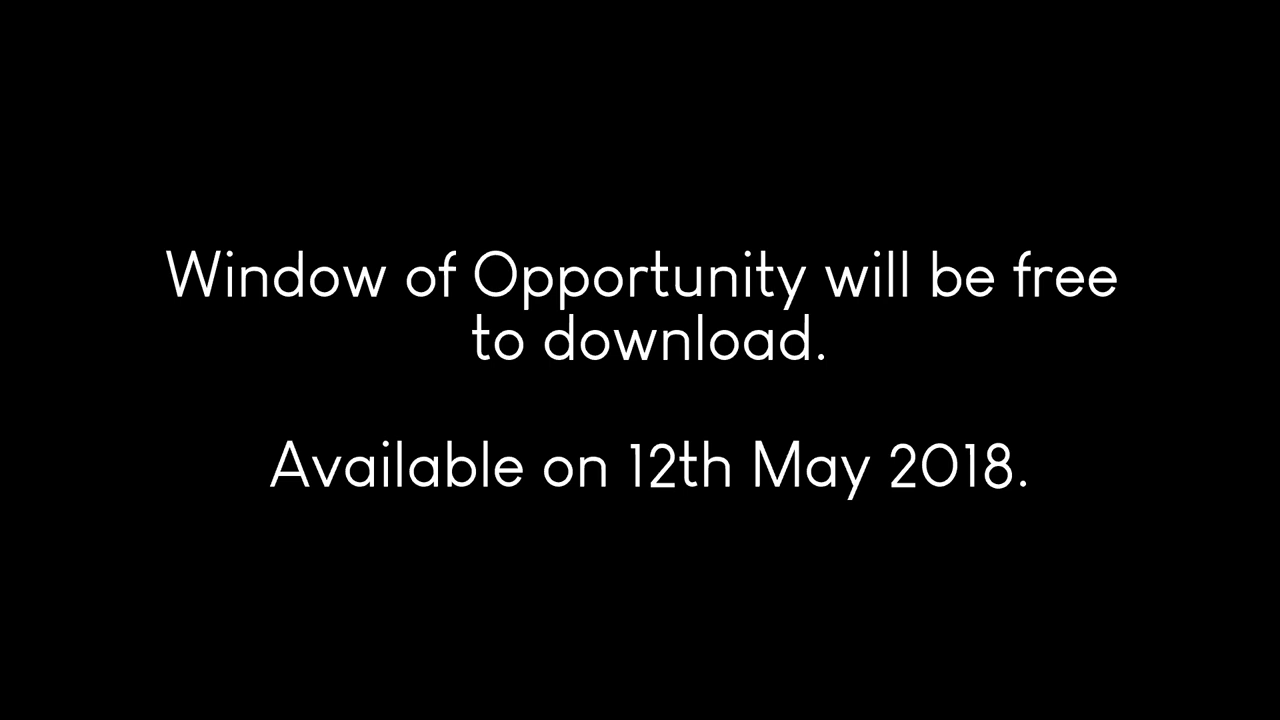 Window of Opportunity will be free
to download.
Available on 12th May 2018.